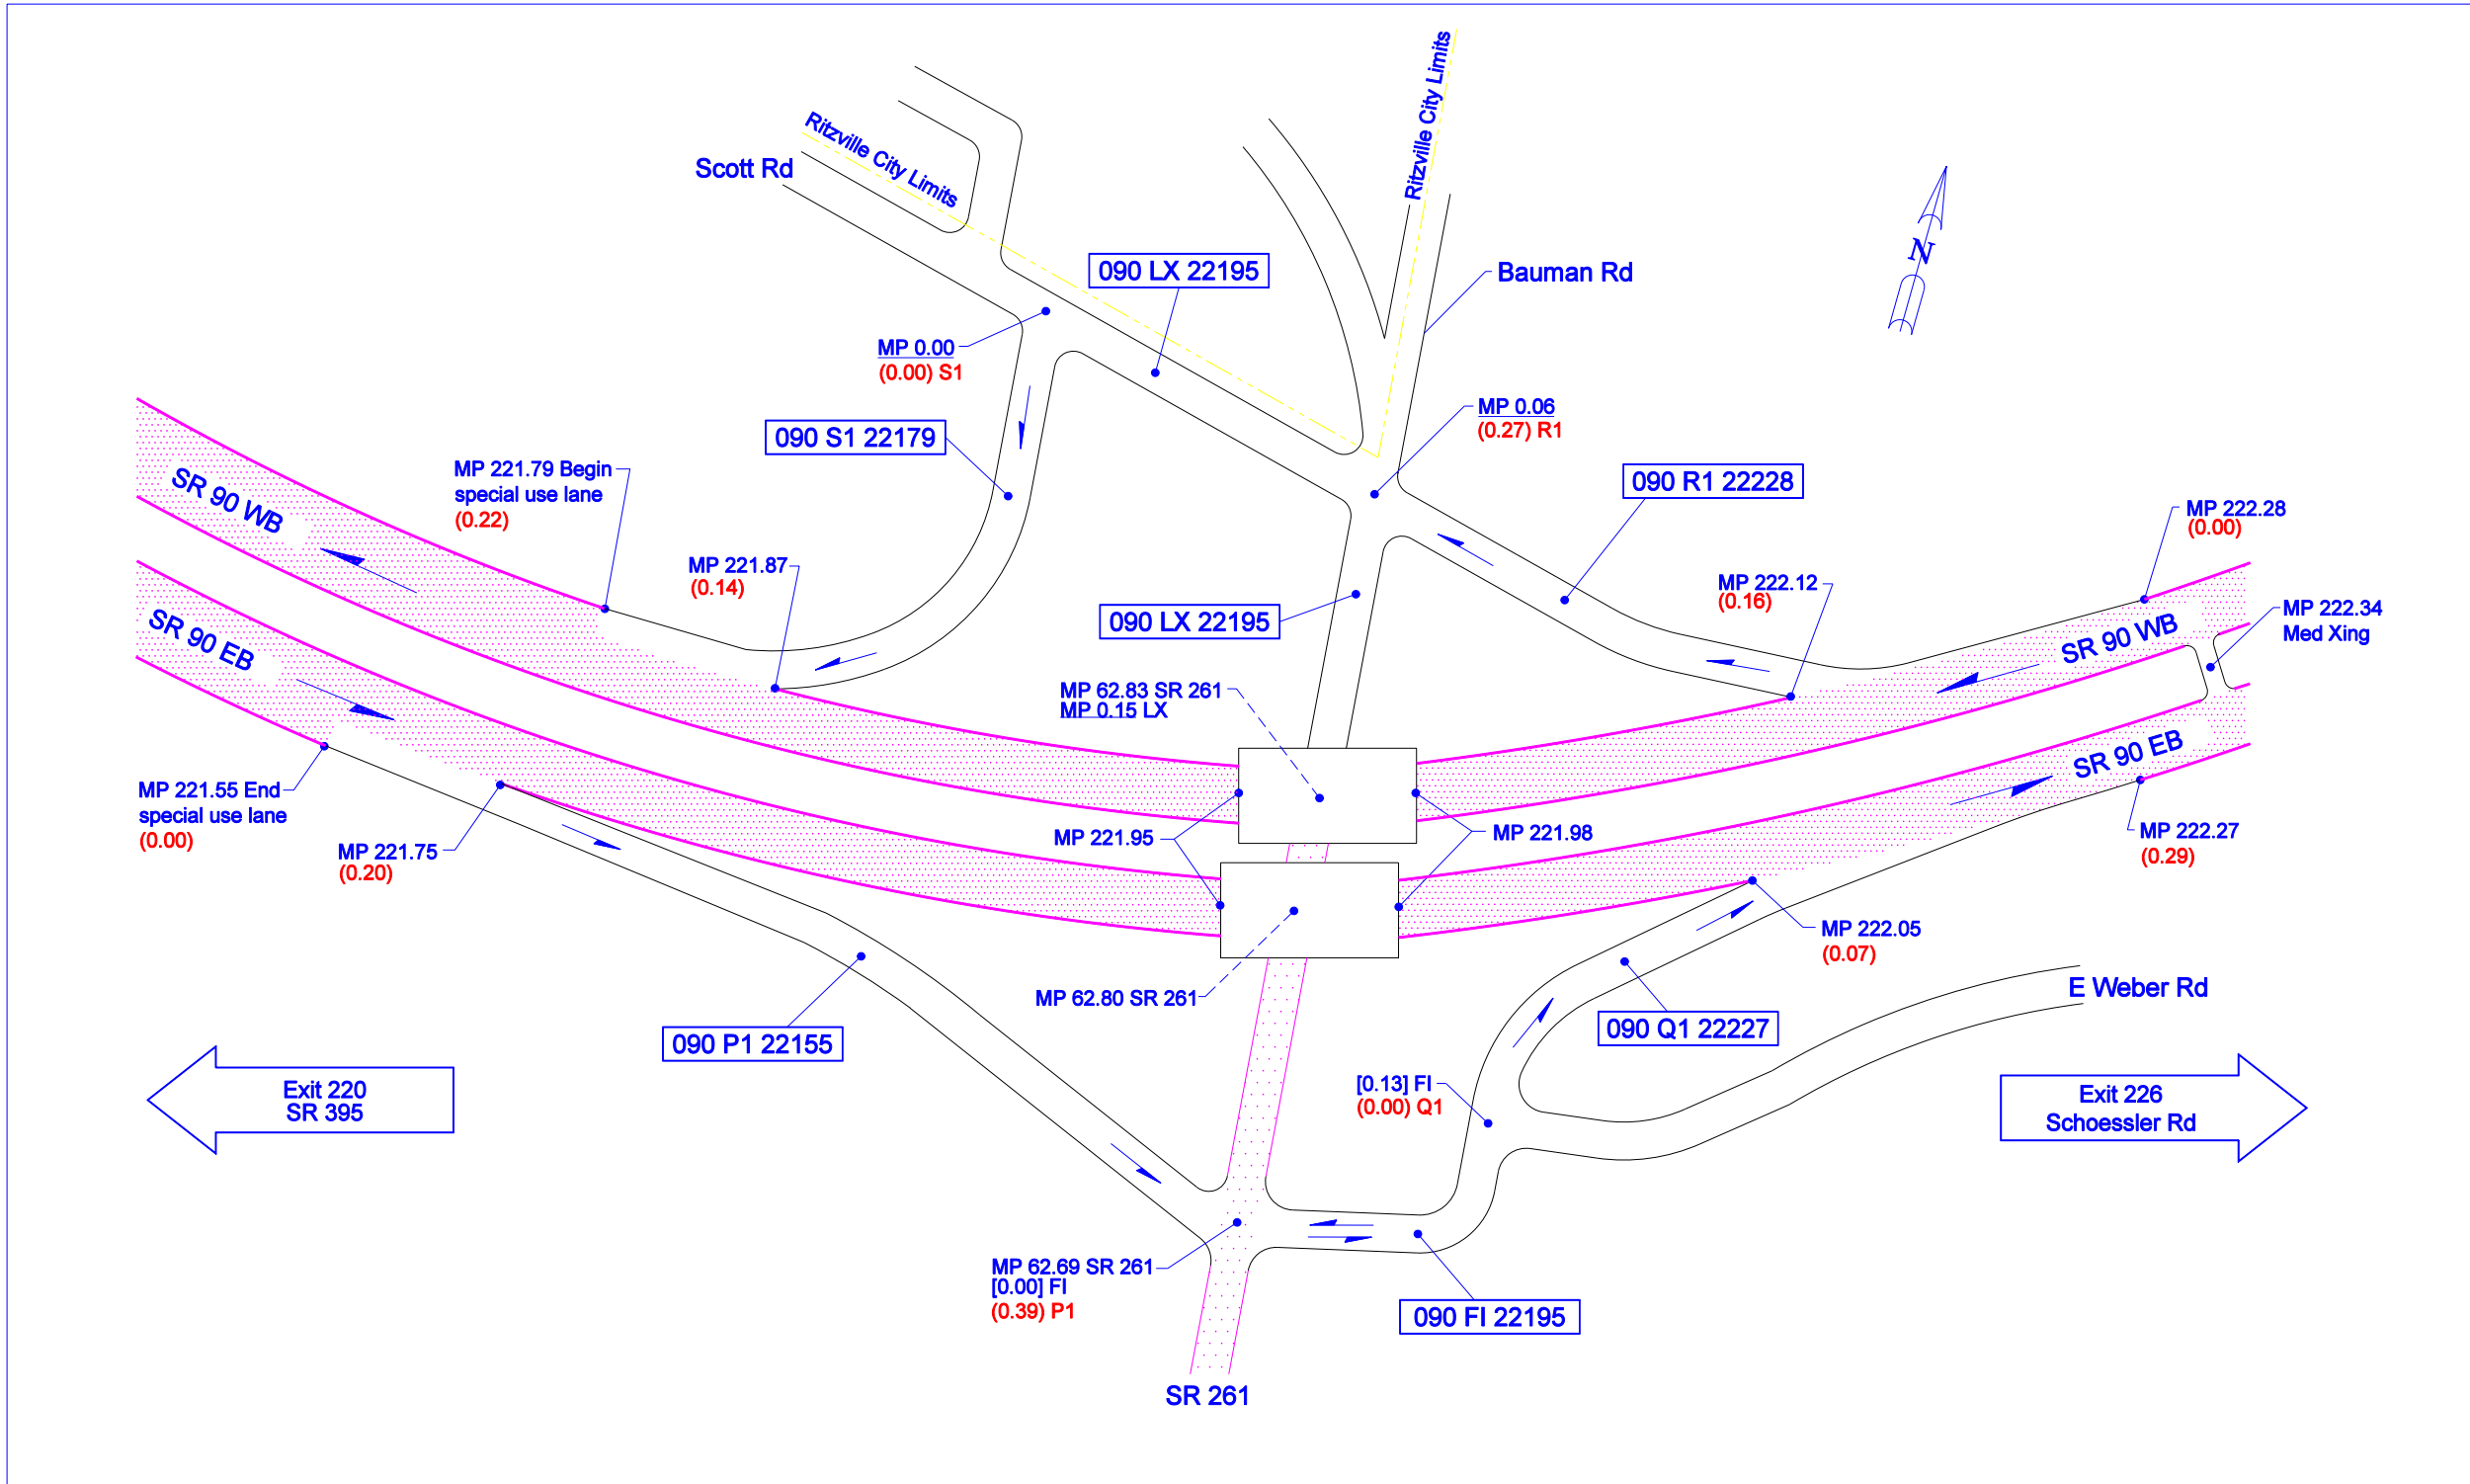 Ritzville City Limits
Ritzville City Limits
Scott Rd
090 LX 22195
Bauman Rd
N
MP 0.00
(0.00) S1
MP 0.06
(0.27) R1
090 S1 22179
090 R1 22228
MP 221.79 Begin
special use lane
(0.22)
SR 90 WB
MP 222.28
(0.00)
MP 221.87
(0.14)
MP 222.12
(0.16)
090 LX 22195
MP 222.34
Med Xing
SR 90 WB
SR 90 EB
MP 62.83 SR 261
MP 0.15 LX
SR 90 EB
MP 221.55 End
special use lane
(0.00)
MP 221.75
(0.20)
MP 221.95
MP 221.98
MP 222.27
(0.29)
MP 222.05
(0.07)
MP 62.80 SR 261
E Weber Rd
090 P1 22155
090 Q1 22227
Exit 220
SR 395
[0.13] FI
(0.00) Q1
Exit 226
Schoessler Rd
MP 62.69 SR 261
[0.00] FI
(0.39) P1
090 FI 22195
SR 261